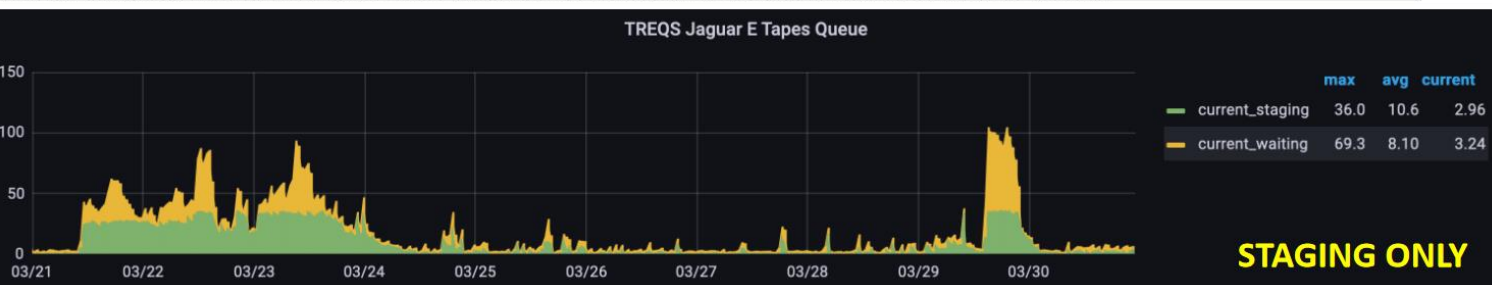 TREQS Jaguar E Tapes Queue
150
100
50
0
03/21 03/22 03/23 03/24 03/25 03/26 03/27 03/28 03/29 03/30
max avg current
current_staging 36.0 10.6 2.96
current_waiting 69.3 8.10 3.24
STAGING ONLY